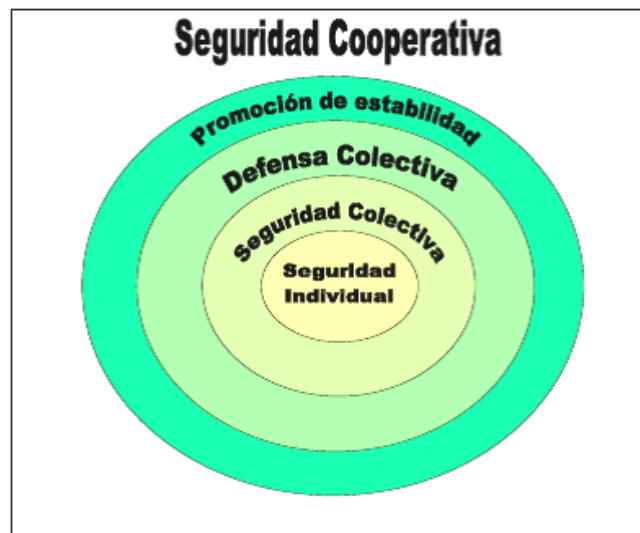 Seguridad Cooperativa
Promoción de estabilidad
Defensa Colectiva
Seguridad Colectiva
Seguridad
Individual